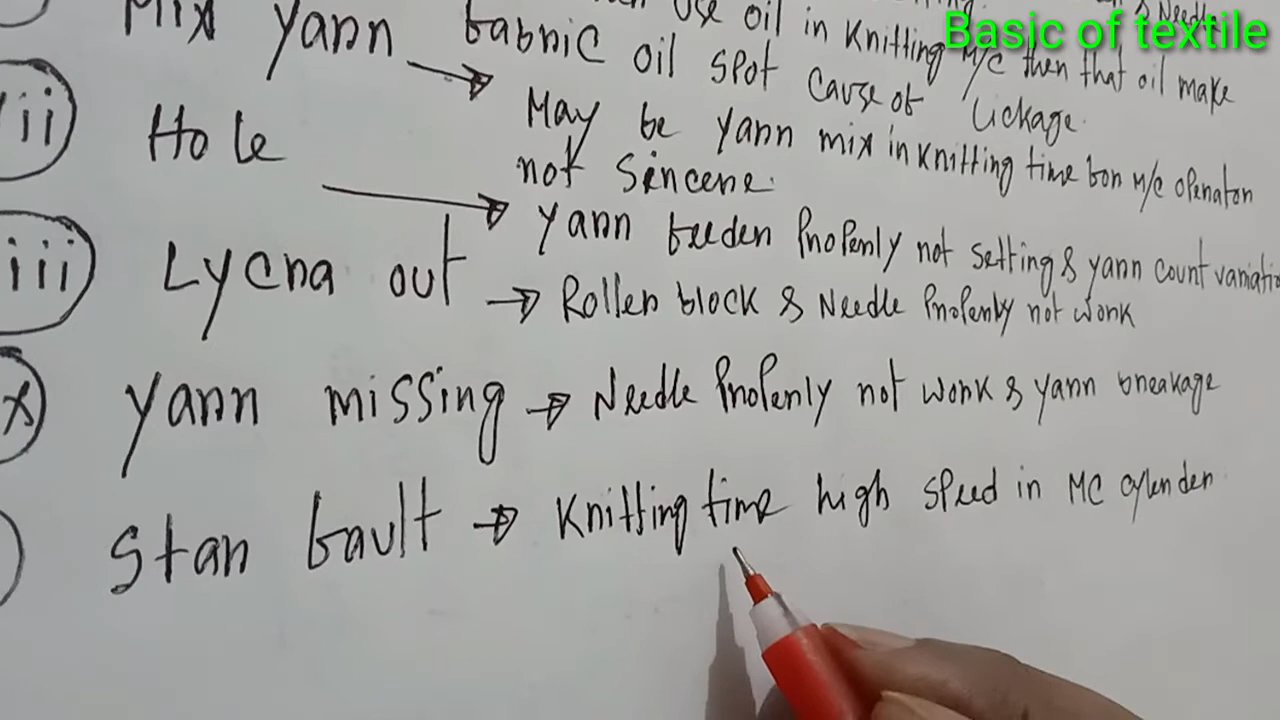 Basic of textile
use oil in Knitting M/C then that oil make
fabric oil spot cause of lickage.
Mix yarn → May be yarn mix in knitting time for M/C operator
not sincere.
ii Hole → Yarn feeder Properly not setting & yarn count variatio
iii Lycra out → Roller block & Needle Properly not work
x Yarn missing → Needle Properly not work & yarn breakage
Star fault → Knitting time high speed in MC cylender